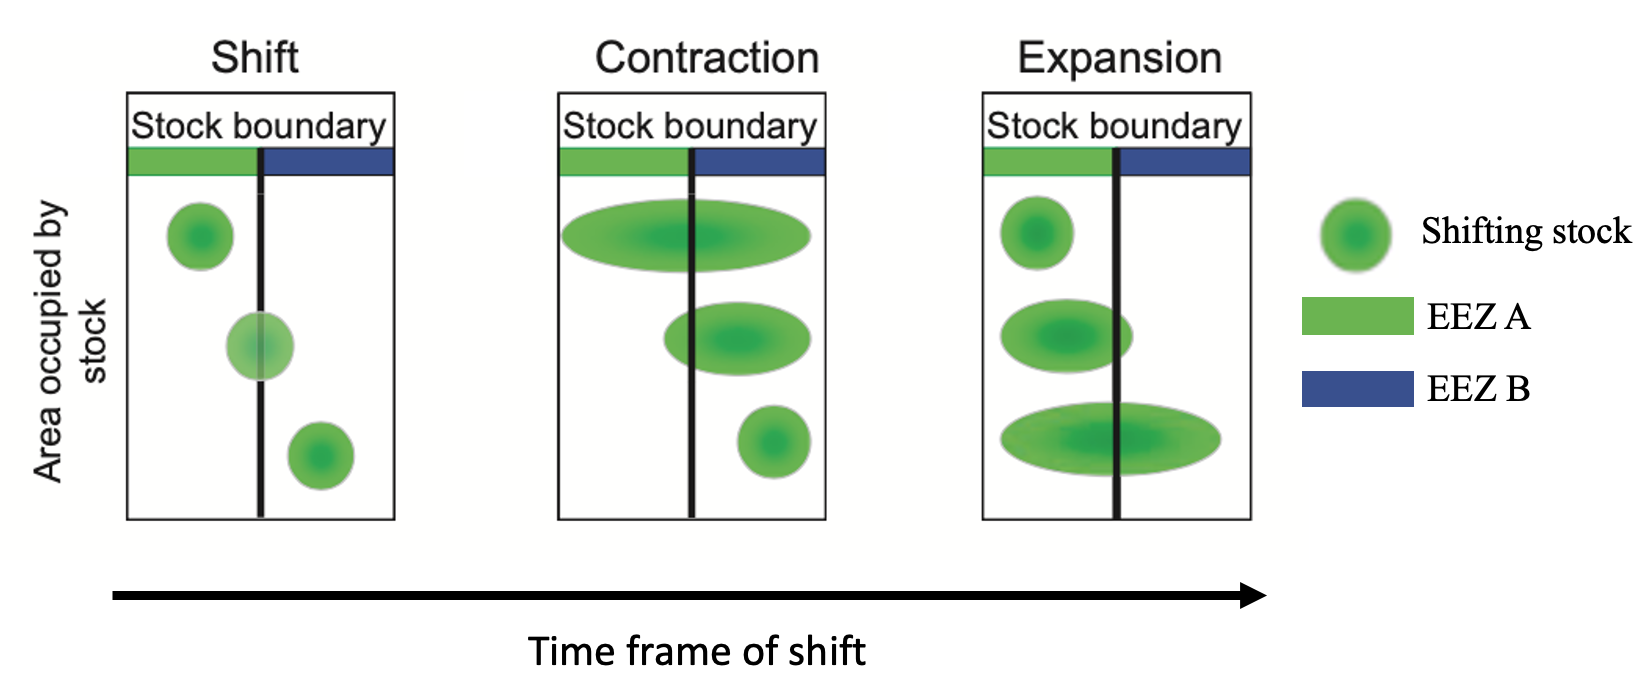 Shift
Contraction
Expansion
Stock boundary
Stock boundary
Stock boundary
Area occupied by
stock
Shifting stock
EEZ A
EEZ B
Time frame of shift